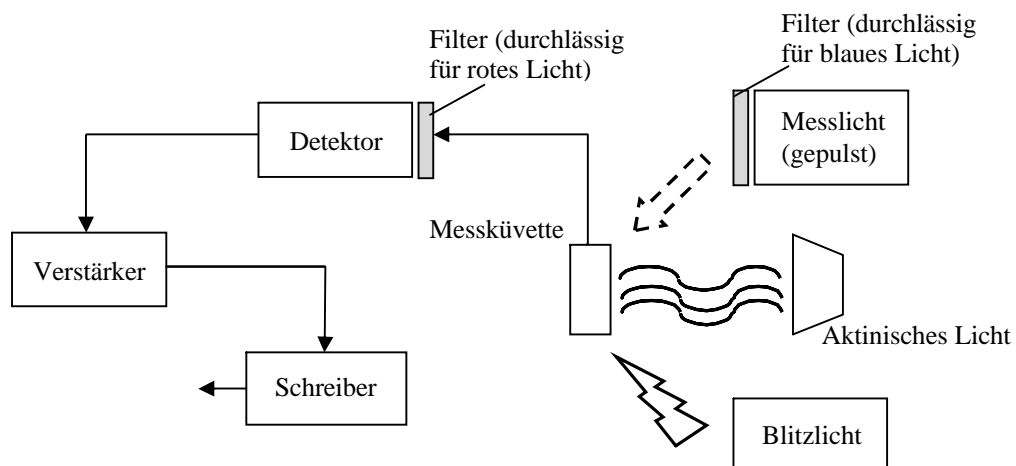 Filter (durchlässig
für rotes Licht)
Filter (durchlässig
für blaues Licht)
Detektor
Messlicht
(gepulst)
Messküvette
Verstärker
Aktinisches Licht
Schreiber
Blitzlicht